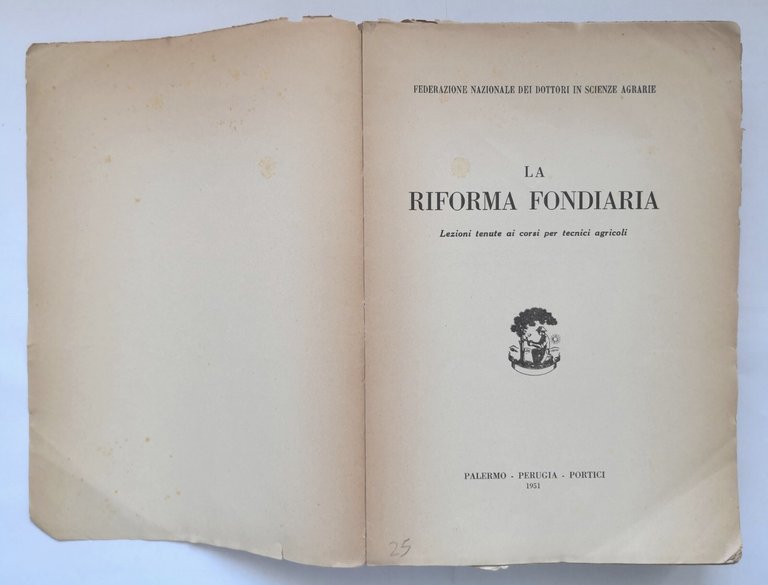 FEDERAZIONE NAZIONALE DEI DOTTORI IN SCIENZE AGRARIE
LA
RIFORMA FONDIARIA
Lezioni tenute ai corsi per tecnici agricoli
PALERMO - PERUGIA - PORTICI
1951
25